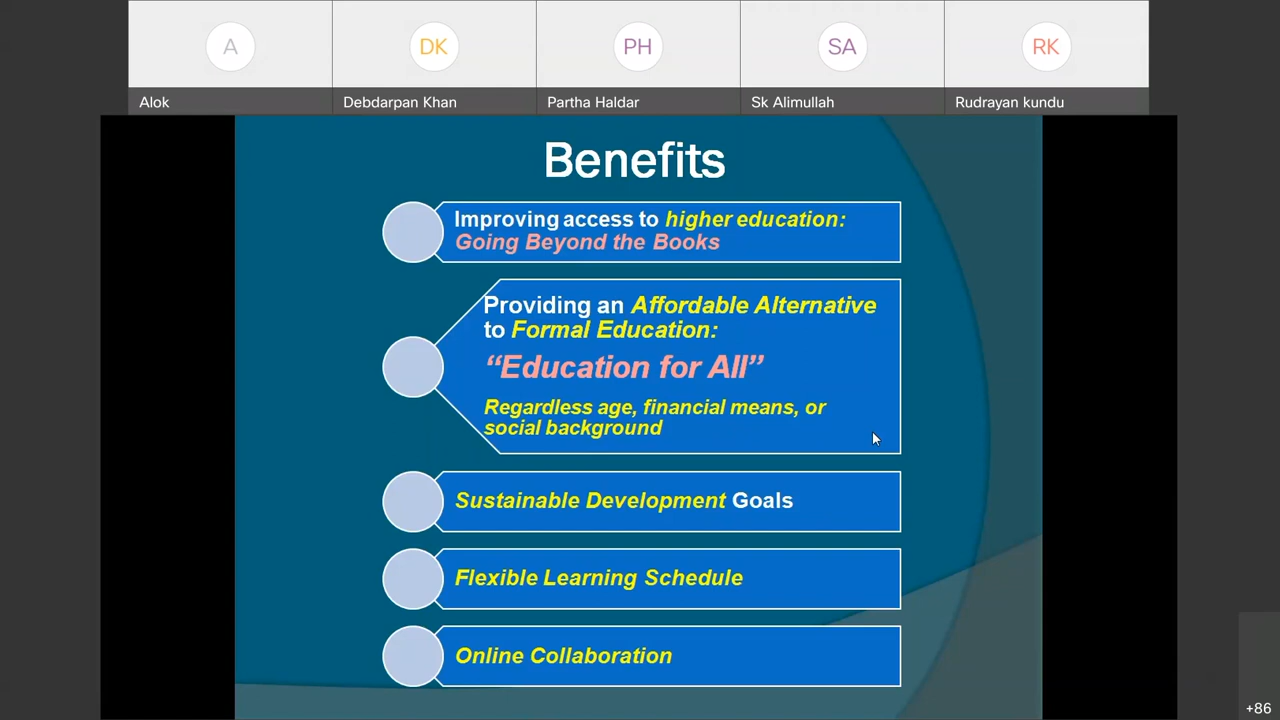 A
DK
PH
SA
RK
Alok
Debdarpan Khan
Partha Haldar
Sk Alimullah
Rudrayan kundu
Benefits
Improving access to higher education:
Going Beyond the Books
Providing an Affordable Alternative
to Formal Education:
“Education for All”
Regardless age, financial means, or
social background
Sustainable Development Goals
Flexible Learning Schedule
Online Collaboration
+86